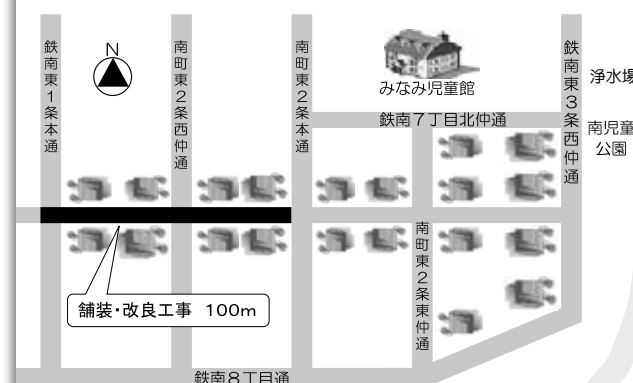 鉄南東1条本通
N
南町東2条西仲通
南町東2条本通
みなみ児童館
鉄南東3条西仲通
浄水場
鉄南7丁目北仲通
南児童
公園
南町東2条東仲通
舗装・改良工事 100m
鉄南8丁目通